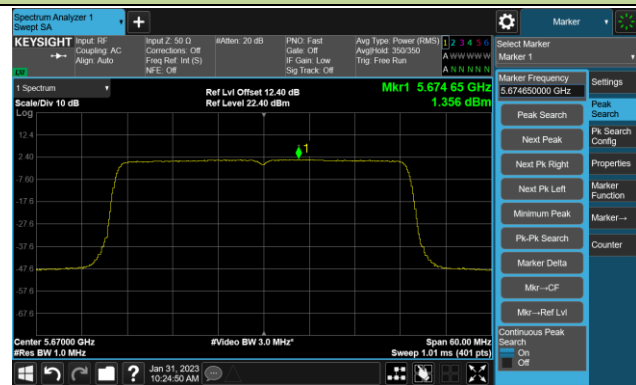 Spectrum Analyzer 1
Swept SA
+
Marker
KEYSIGHT
Input: RF
Coupling: AC
Align: Auto
Input Z: 50 Ω
Corrections: Off
Freq Ref: Int (S)
NFE: Off
#Atten: 20 dB
PNO: Fast
Gate: Off
IF Gain: Low
Sig Track: Off
Avg Type: Power (RMS)
Avg|Hold: 350/350
Trig: Free Run
1 2 3 4 5 6
A W W W W W
A N N N N N
Select Marker
Marker 1
1 Spectrum
Scale/Div 10 dB
Log
Ref Lvl Offset 12.40 dB
Ref Level 22.40 dBm
Mkr1 5.674 65 GHz
1.356 dBm
12.4
2.40
-7.60
-17.6
-27.6
-37.6
-47.6
-57.6
-67.6
1
Center 5.67000 GHz
#Res BW 1.0 MHz
#Video BW 3.0 MHz*
Span 60.00 MHz
Sweep 1.01 ms (401 pts)
Marker Frequency
5.674650000 GHz
Peak Search
Next Peak
Next Pk Right
Next Pk Left
Minimum Peak
Pk-Pk Search
Marker Delta
Mkr→CF
Mkr→Ref Lvl
Continuous Peak
Search
On
Off
Settings
Peak
Search
Pk Search
Config
Properties
Marker
Function
Marker→
Counter
?
Jan 31, 2023
10:24:50 AM